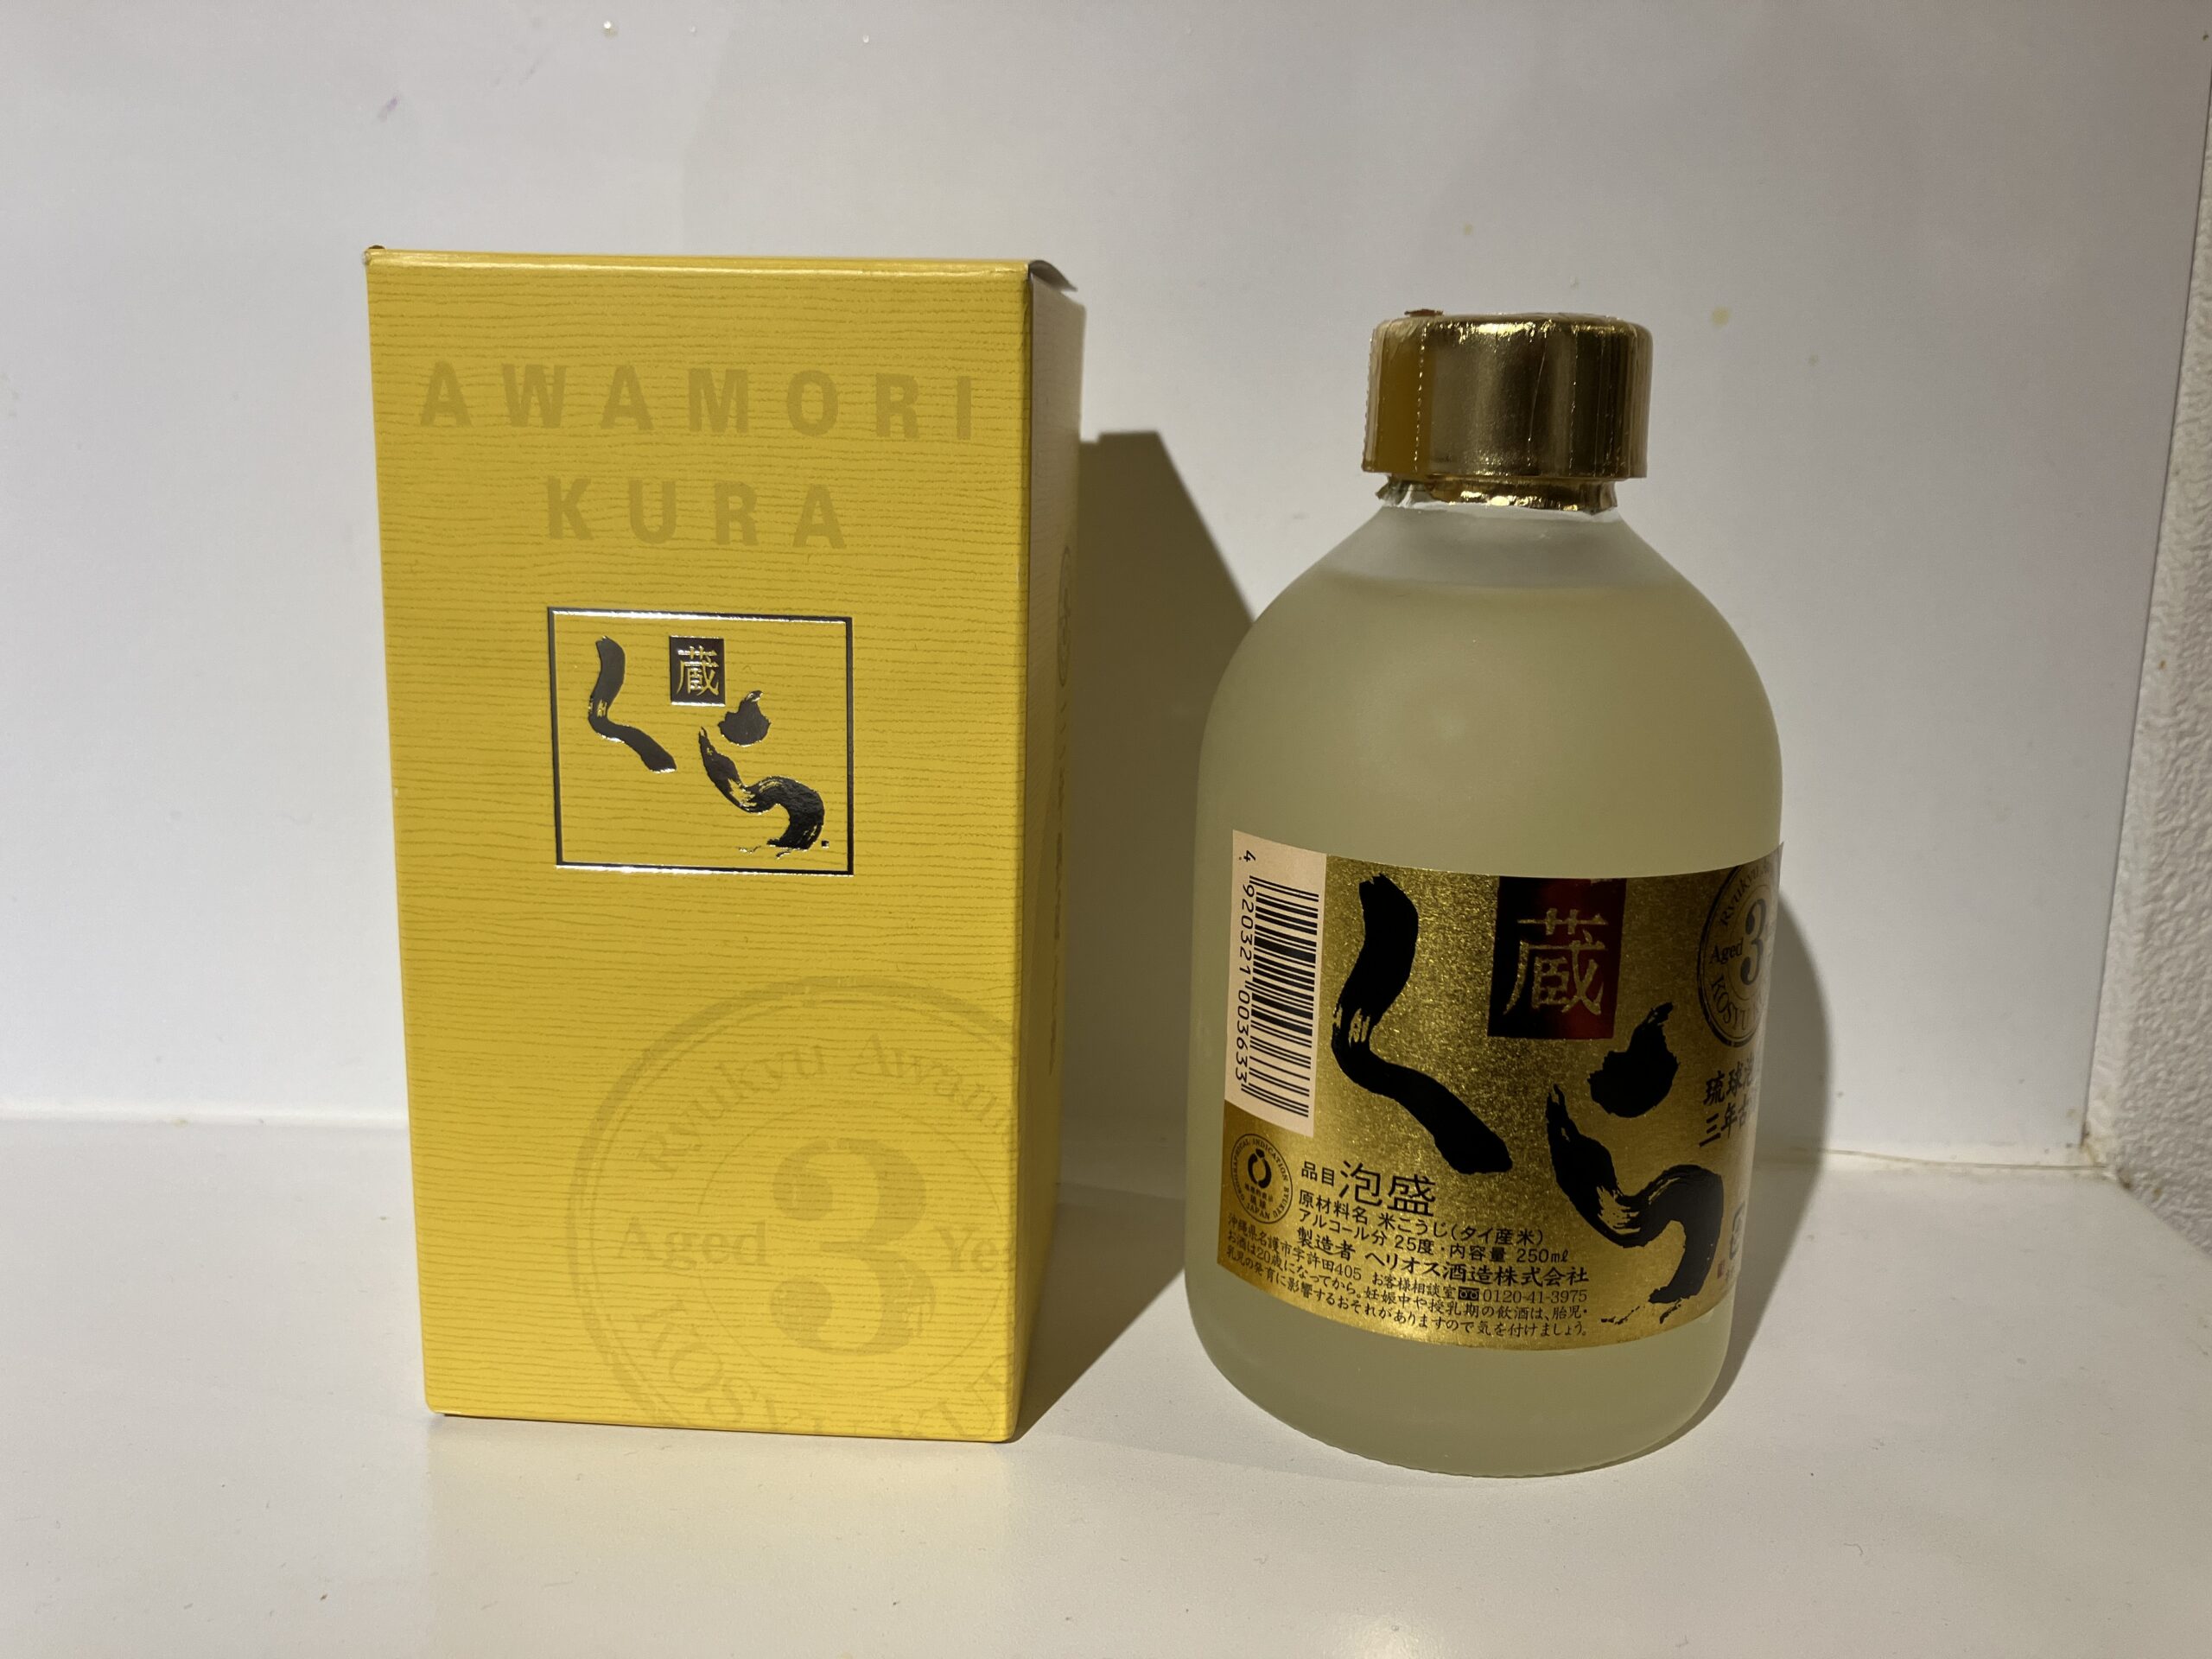 AWAMORI
KURA
蔵
くら
Ryukyu
Aged 3
4 920321 003633
蔵
くら
Aged 3
琉球
三年
GEOGRAPHICAL INDICATION RYUKYU
JAPAN
品目 泡盛
原材料名 米こうじ(タイ産米)
アルコール分 25度・内容量 250ml
製造者 ヘリオス酒造株式会社
沖縄県名護市字許田405 お客様相談室 0120-41-3975
お酒は20歳になってから。妊娠中や授乳期の飲酒は、胎児・
乳児の発育に影響するおそれがありますので気を付けましょう。